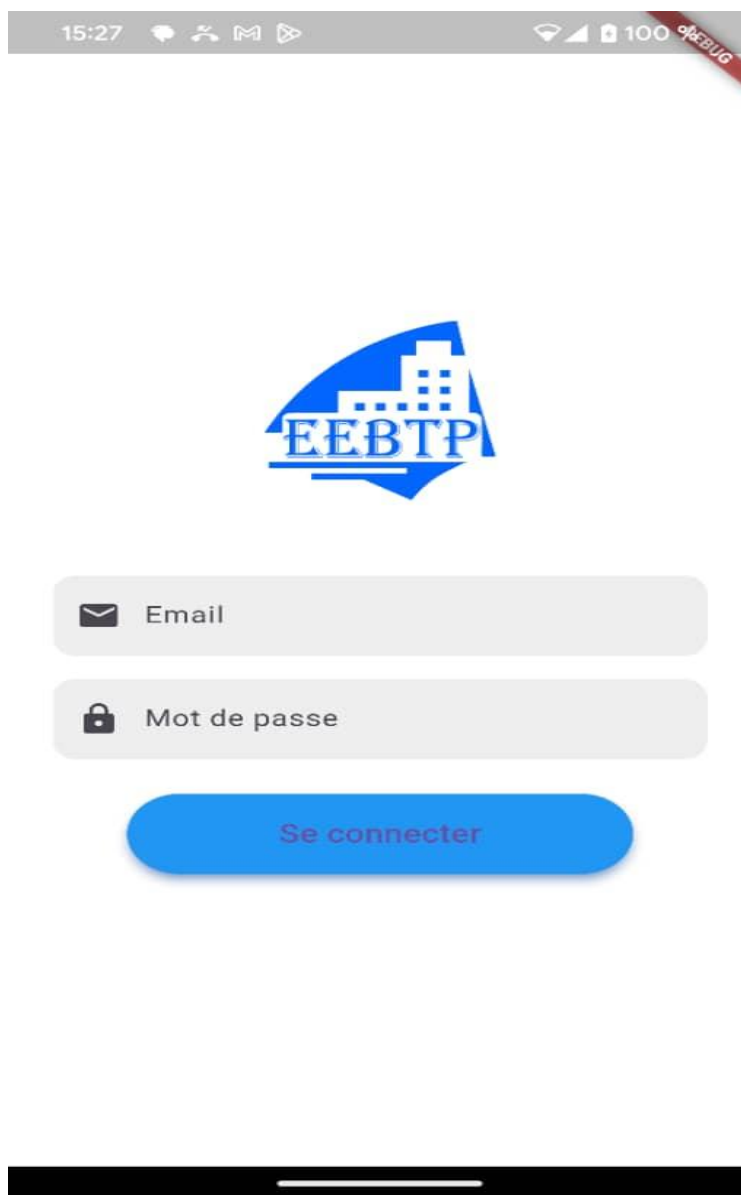 15:27 100 %
DEBUG
EEBTP
Email
Mot de passe
Se connecter